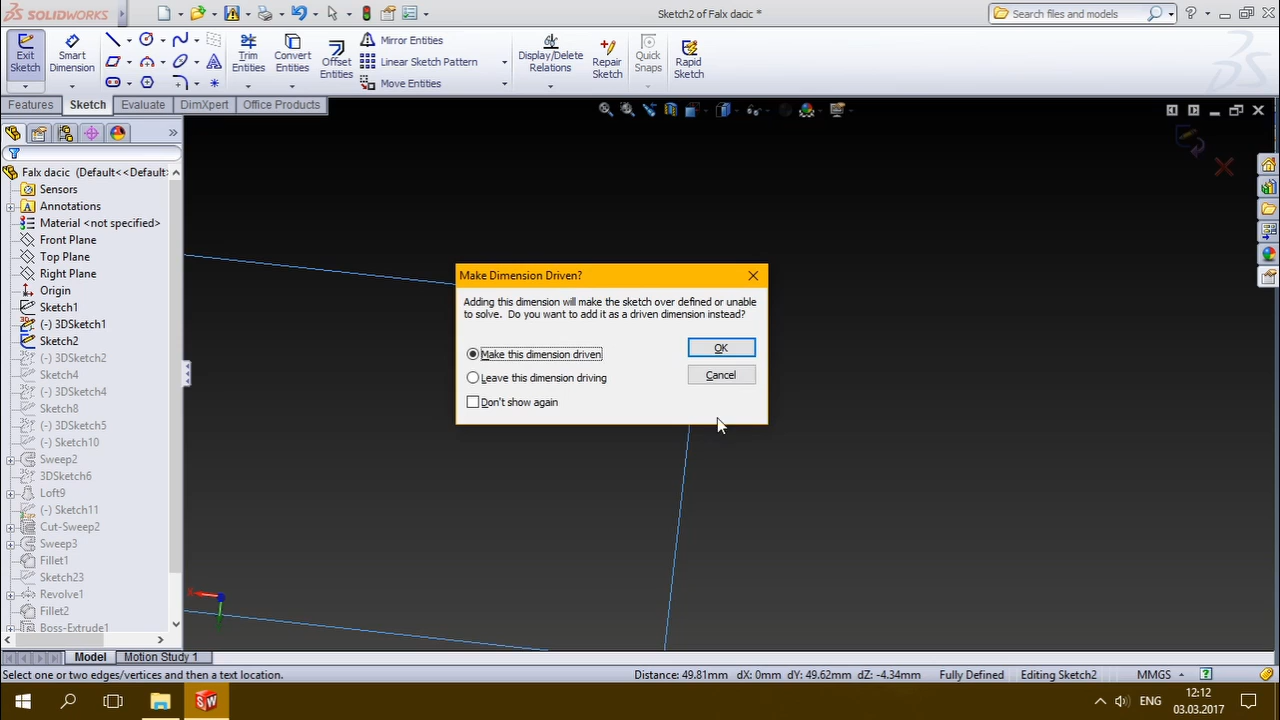 SOLIDWORKS
Sketch2 of Falx dacic *
Search files and models
?
Exit Sketch
Smart Dimension
Trim Entities
Convert Entities
Offset Entities
Mirror Entities
Linear Sketch Pattern
Move Entities
Display/Delete Relations
Repair Sketch
Quick Snaps
Rapid Sketch
Features
Sketch
Evaluate
DimXpert
Office Products
Falx dacic (Default<<Default>
Sensors
Annotations
Material <not specified>
Front Plane
Top Plane
Right Plane
Origin
Sketch1
(-) 3DSketch1
Sketch2
(-) 3DSketch2
Sketch4
(-) 3DSketch4
Sketch8
(-) 3DSketch5
(-) Sketch10
Sweep2
3DSketch6
Loft9
(-) Sketch11
Cut-Sweep2
Sweep3
Fillet1
Sketch23
Revolve1
Fillet2
Boss-Extrude1
Make Dimension Driven?
Adding this dimension will make the sketch over defined or unable
to solve. Do you want to add it as a driven dimension instead?
Make this dimension driven
Leave this dimension driving
Don't show again
OK
Cancel
X
Model
Motion Study 1
Select one or two edges/vertices and then a text location.
Distance: 49.81mm dX: 0mm dY: 49.62mm dZ: -4.34mm
Fully Defined
Editing Sketch2
MMGS
?
SW
ENG
12:12
03.03.2017